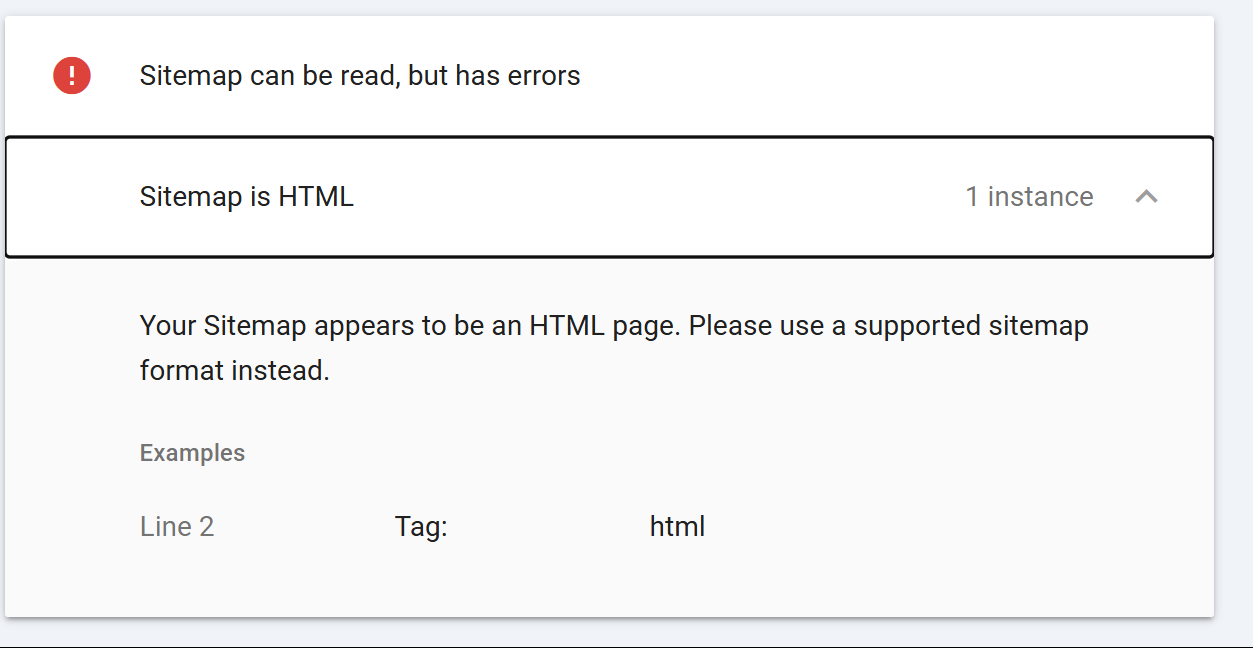 Sitemap can be read, but has errors
Sitemap is HTML 1 instance
Your Sitemap appears to be an HTML page. Please use a supported sitemap
format instead.
Examples
Line 2 Tag: html